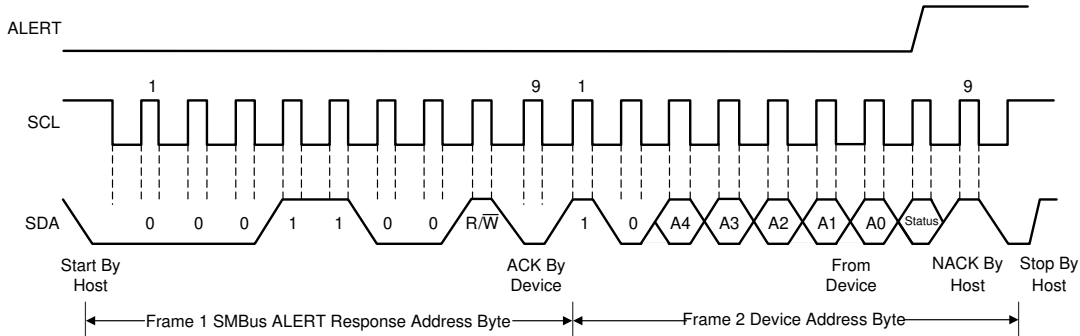 ALERT
1 9 1 9
SCL
SDA 0 0 0 1 1 0 0 R/W̅ 1 0 A4 A3 A2 A1 A0 Status
Start By
Host
ACK By
Device
From
Device
NACK By
Host
Stop By
Host
Frame 1 SMBus ALERT Response Address Byte
Frame 2 Device Address Byte